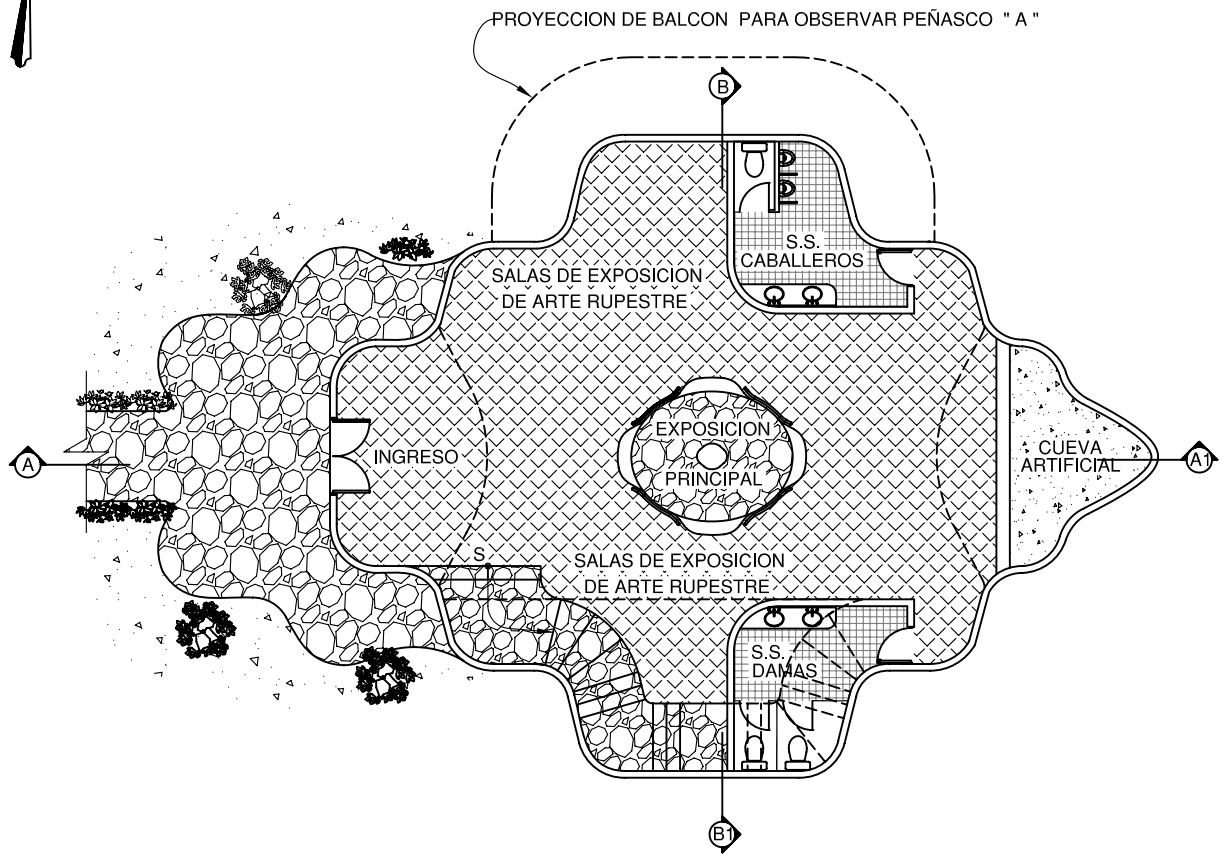 PROYECCION DE BALCON PARA OBSERVAR PEÑASCO " A "
B
S.S.
CABALLEROS
SALAS DE EXPOSICION
DE ARTE RUPESTRE
EXPOSICION
PRINCIPAL
INGRESO
A
CUEVA
ARTIFICIAL
A1
S
SALAS DE EXPOSICION
DE ARTE RUPESTRE
S.S.
DAMAS
B1